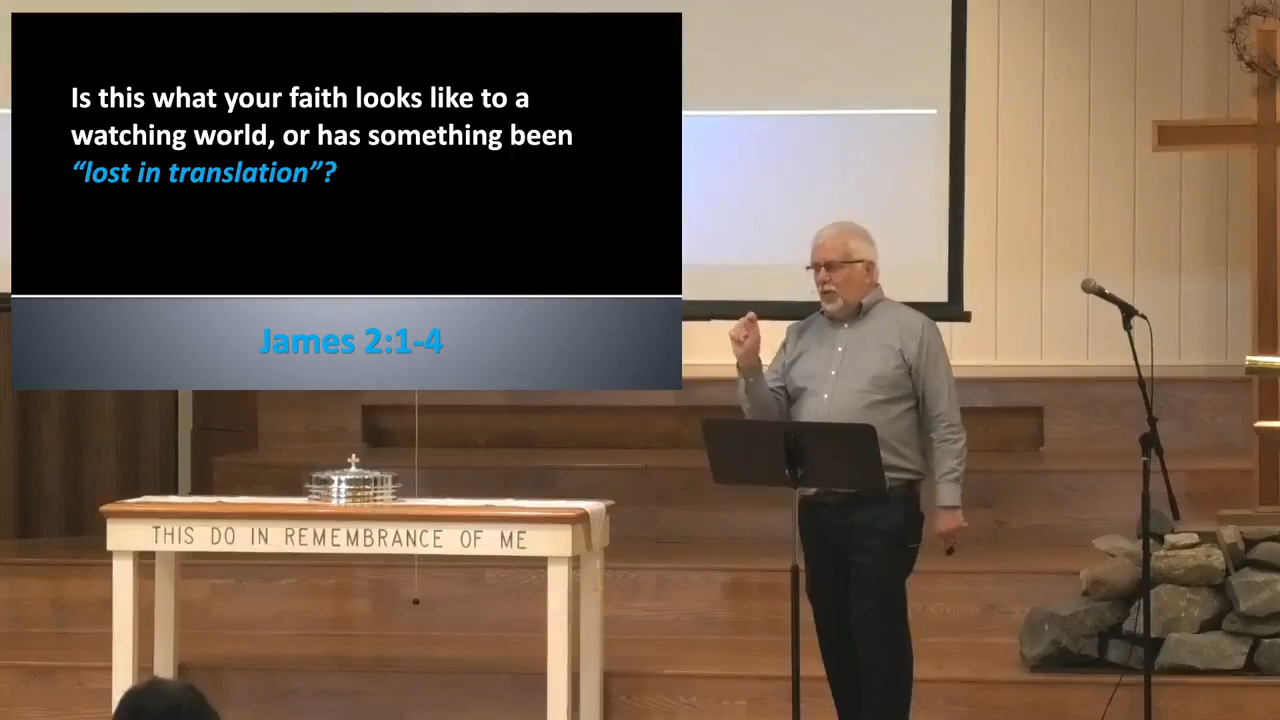 Is this what your faith looks like to a
watching world, or has something been
“lost in translation”?
James 2:1-4
THIS DO IN REMEMBRANCE OF ME